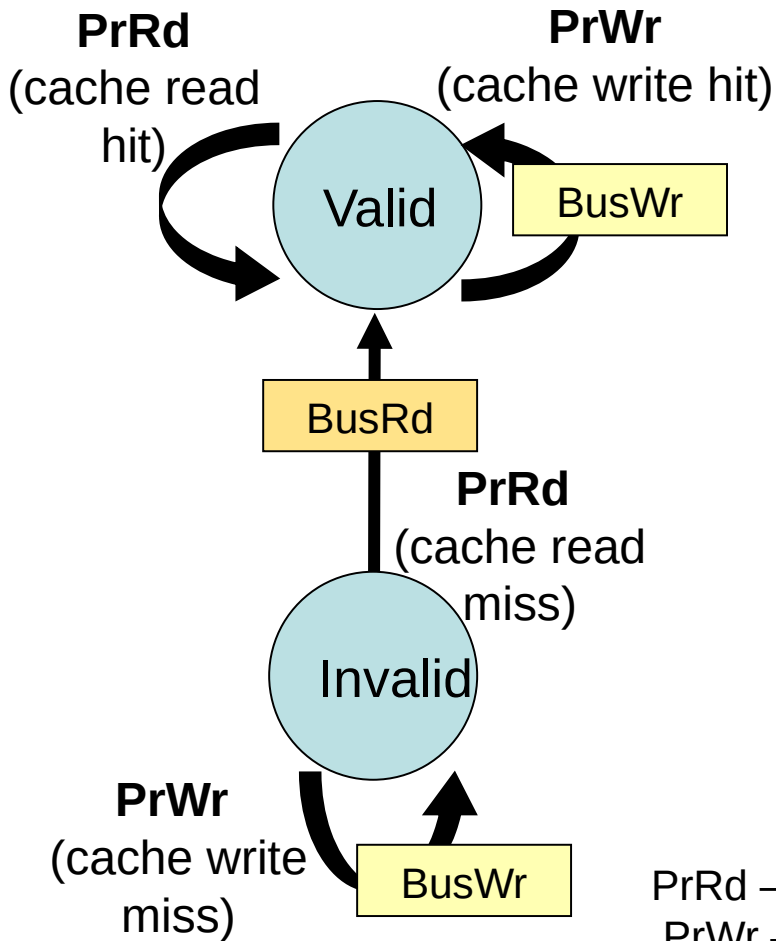 PrRd
(cache read
hit)
PrWr
(cache write hit)
Valid
BusWr
BusRd
PrRd
(cache read
miss)
Invalid
PrWr
(cache write
miss)
BusWr
PrRd –
PrWr –